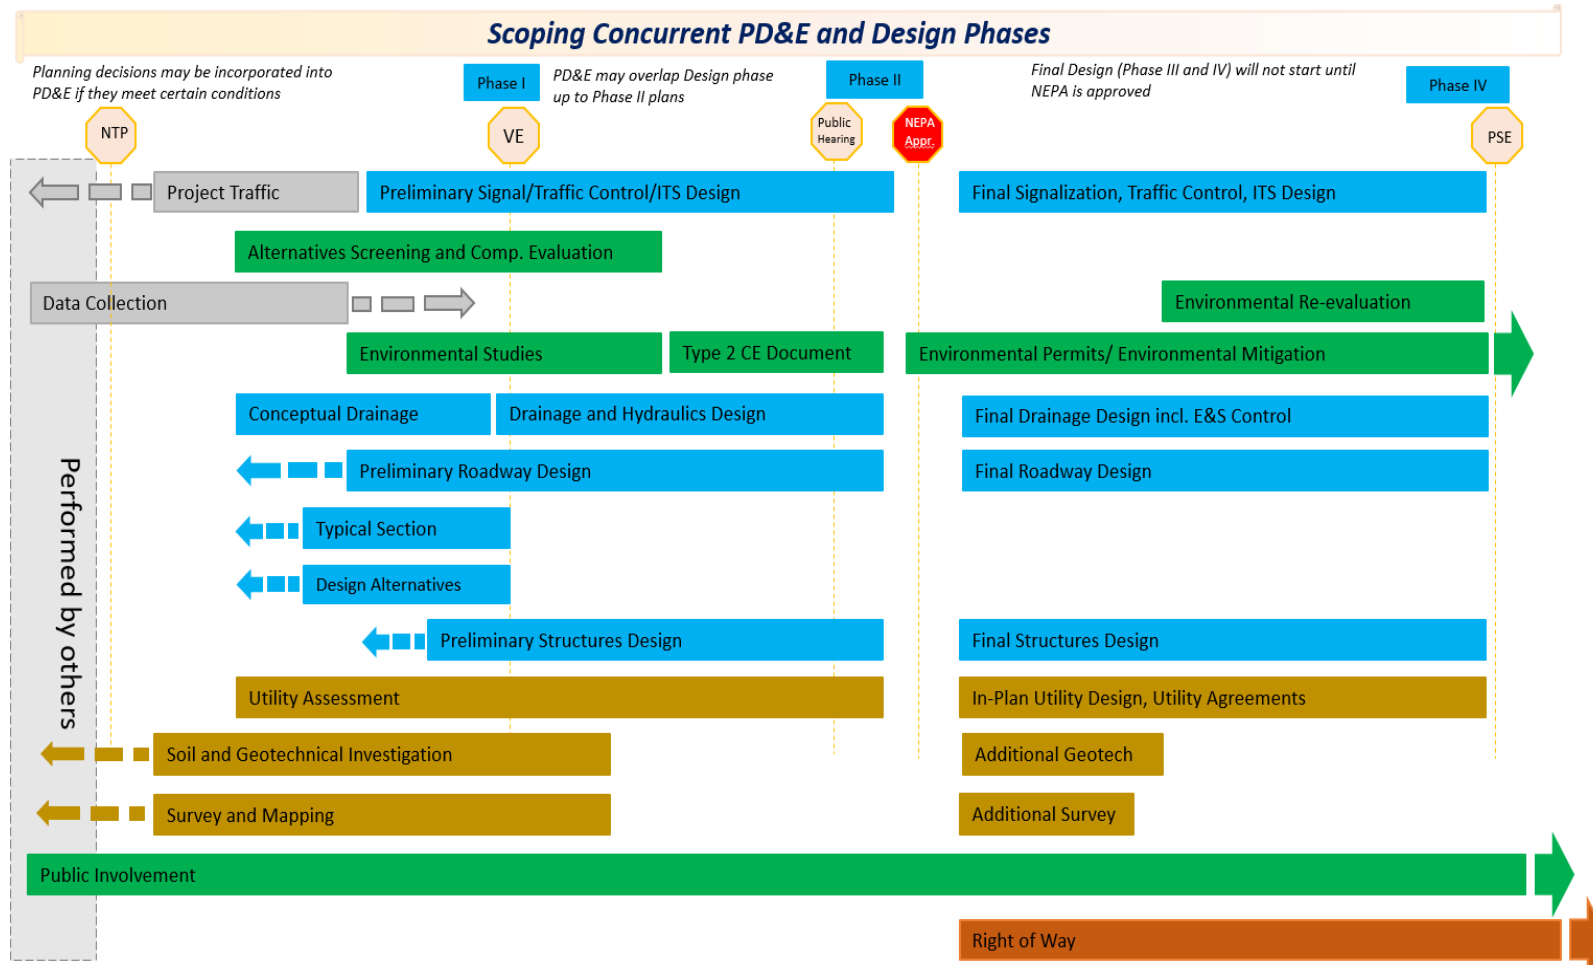 Scoping Concurrent PD&E and Design Phases
Planning decisions may be incorporated into
PD&E if they meet certain conditions
Phase I
PD&E may overlap Design phase
up to Phase II plans
Phase II
Final Design (Phase III and IV) will not start until
NEPA is approved
Phase IV
NTP
VE
Public
Hearing
NEPA
Appr.
PSE
Project Traffic
Preliminary Signal/Traffic Control/ITS Design
Final Signalization, Traffic Control, ITS Design
Alternatives Screening and Comp. Evaluation
Data Collection
Environmental Re-evaluation
Environmental Studies
Type 2 CE Document
Environmental Permits/ Environmental Mitigation
Conceptual Drainage
Drainage and Hydraulics Design
Final Drainage Design incl. E&S Control
Performed by others
Preliminary Roadway Design
Final Roadway Design
Typical Section
Design Alternatives
Preliminary Structures Design
Final Structures Design
Utility Assessment
In-Plan Utility Design, Utility Agreements
Soil and Geotechnical Investigation
Additional Geotech
Survey and Mapping
Additional Survey
Public Involvement
Right of Way